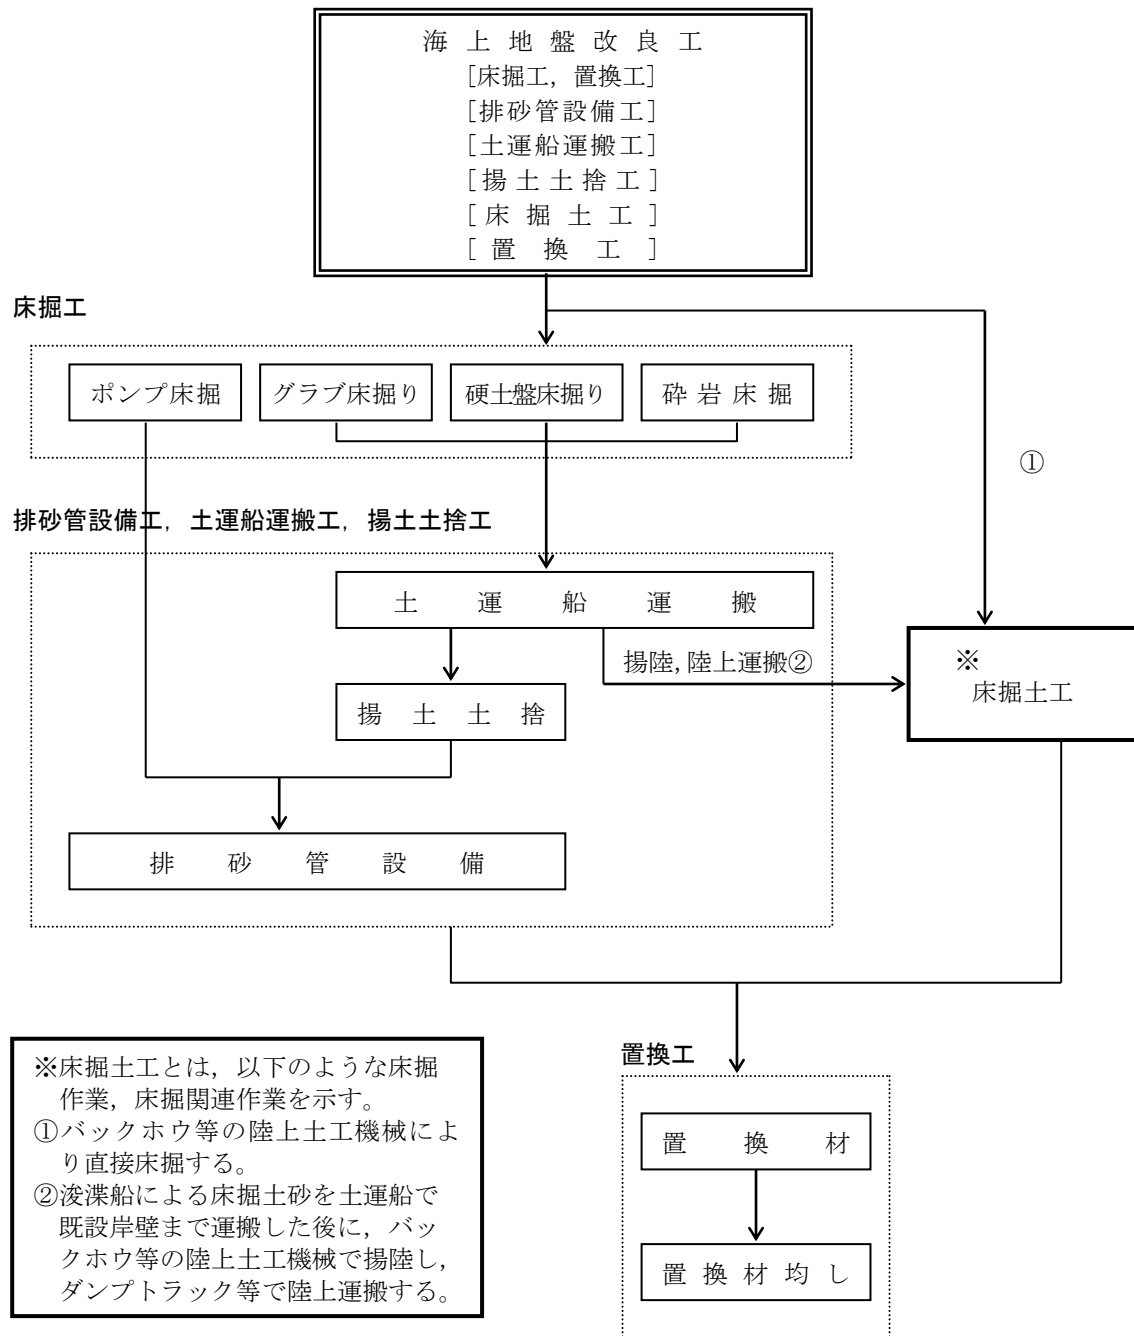 海上地盤改良工
[床掘工，置換工]
[排砂管設備工]
[土運船運搬工]
[揚土土捨工]
[床掘土工]
[置換工]
床掘工
ポンプ床掘
グラブ床掘り
硬土盤床掘り
砕岩床掘
①
排砂管設備工，土運船運搬工，揚土土捨工
土運船運搬
揚陸，陸上運搬②
※
床掘土工
揚土土捨
排砂管設備
※床掘土工とは，以下のような床掘
作業，床掘関連作業を示す。
①バックホウ等の陸上土工機械によ
り直接床掘する。
②浚渫船による床掘土砂を土運船で
既設岸壁まで運搬した後に，バッ
クホウ等の陸上土工機械で揚陸し，
ダンプトラック等で陸上運搬する。
置換工
置換材
置換材均し